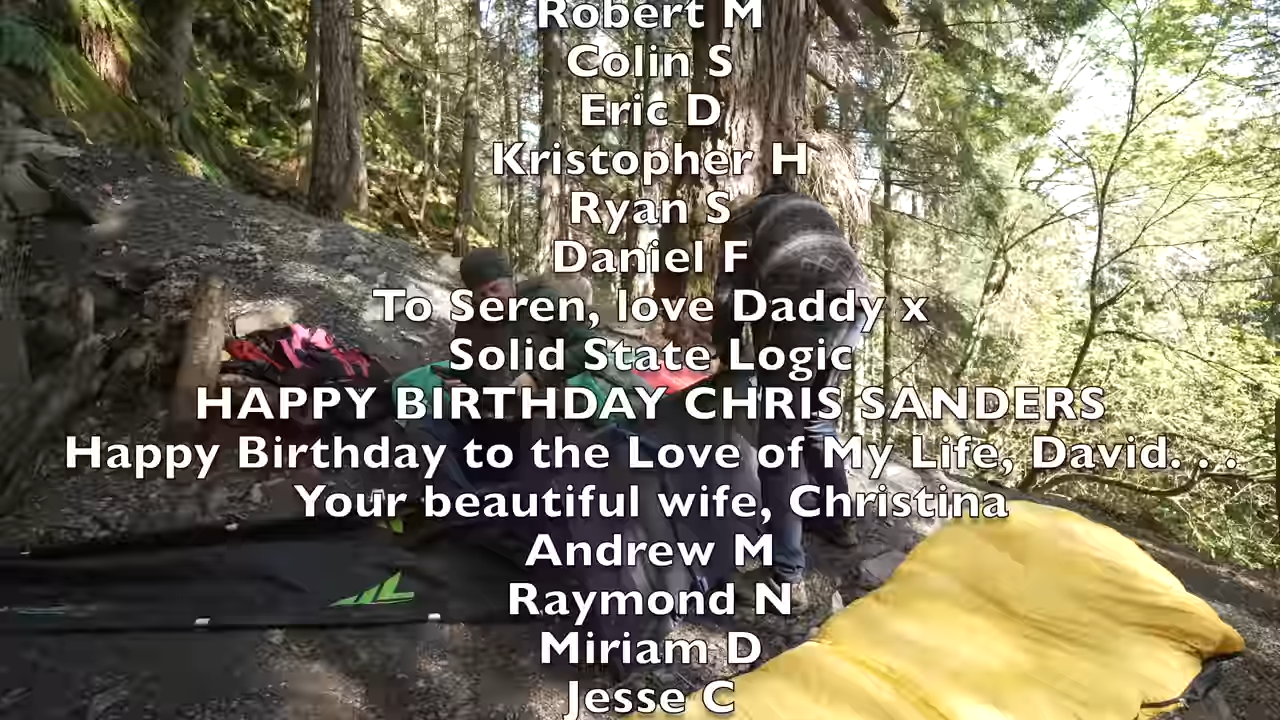 Robert M
Colin S
Eric D
Kristopher H
Ryan S
Daniel F
To Seren, love Daddy x
Solid State Logic
HAPPY BIRTHDAY CHRIS SANDERS
Happy Birthday to the Love of My Life, David. . .
Your beautiful wife, Christina
Andrew M
Raymond N
Miriam D
Jesse C